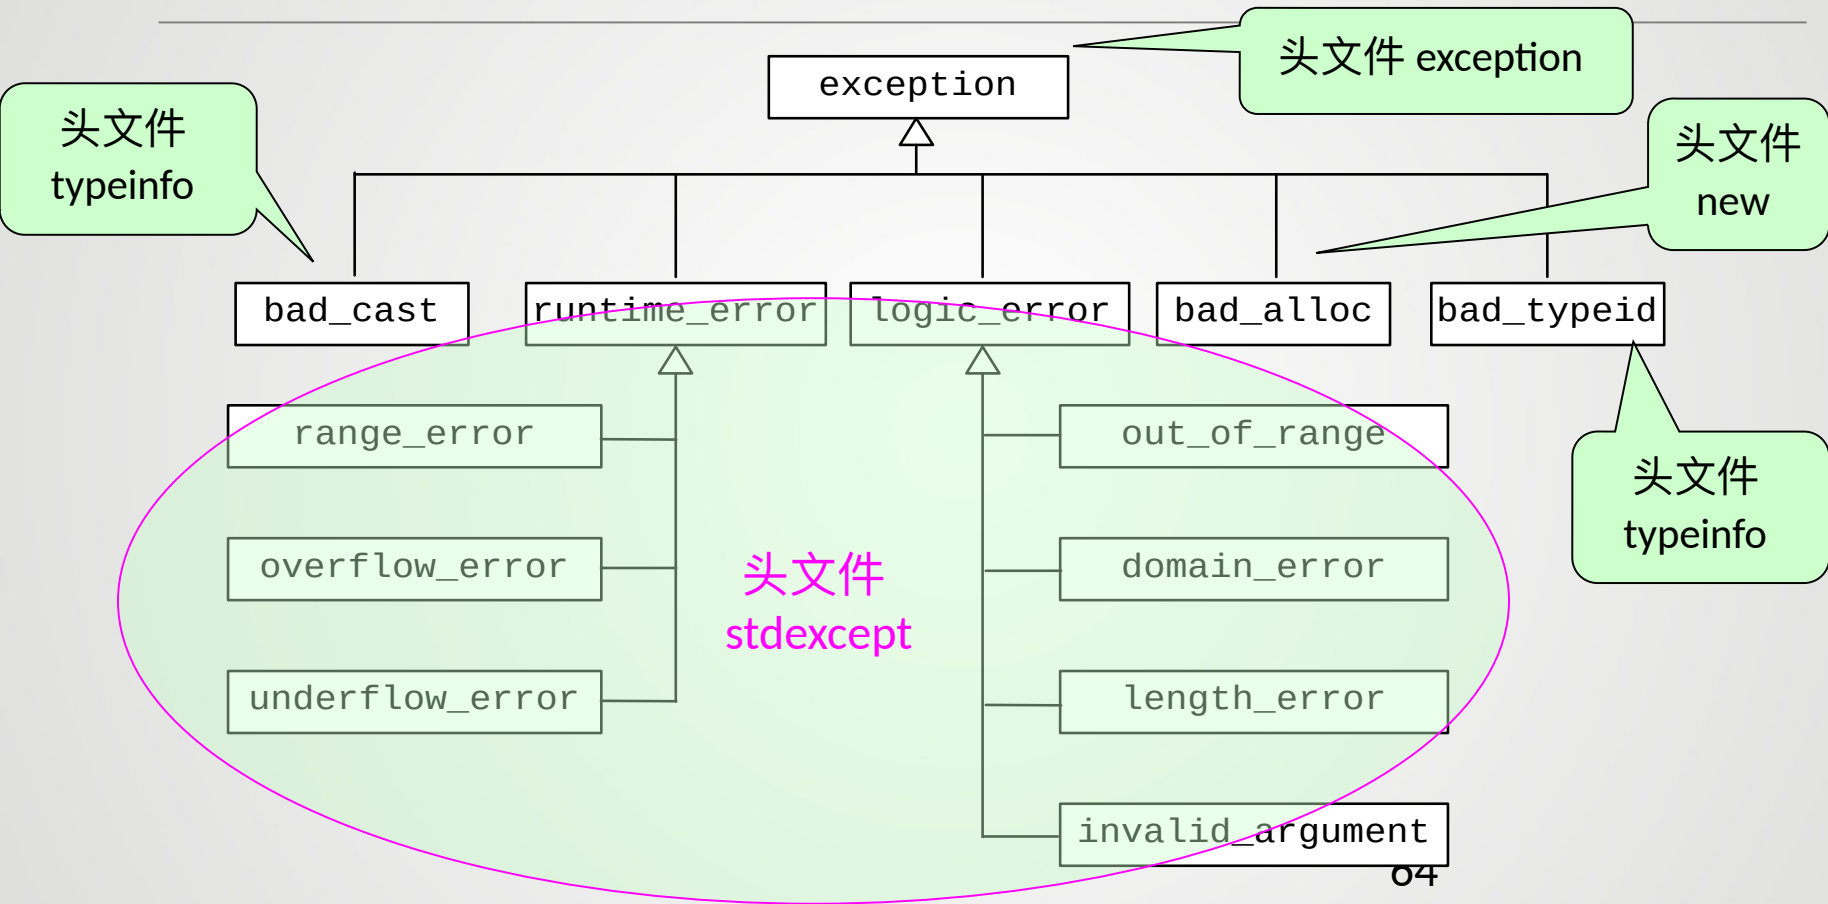 头文件 exception
exception
头文件
typeinfo
头文件
new
bad_cast
runtime_error
logic_error
bad_alloc
bad_typeid
range_error
out_of_range
头文件
typeinfo
overflow_error
domain_error
头文件
stdexcept
underflow_error
length_error
invalid_argument
64